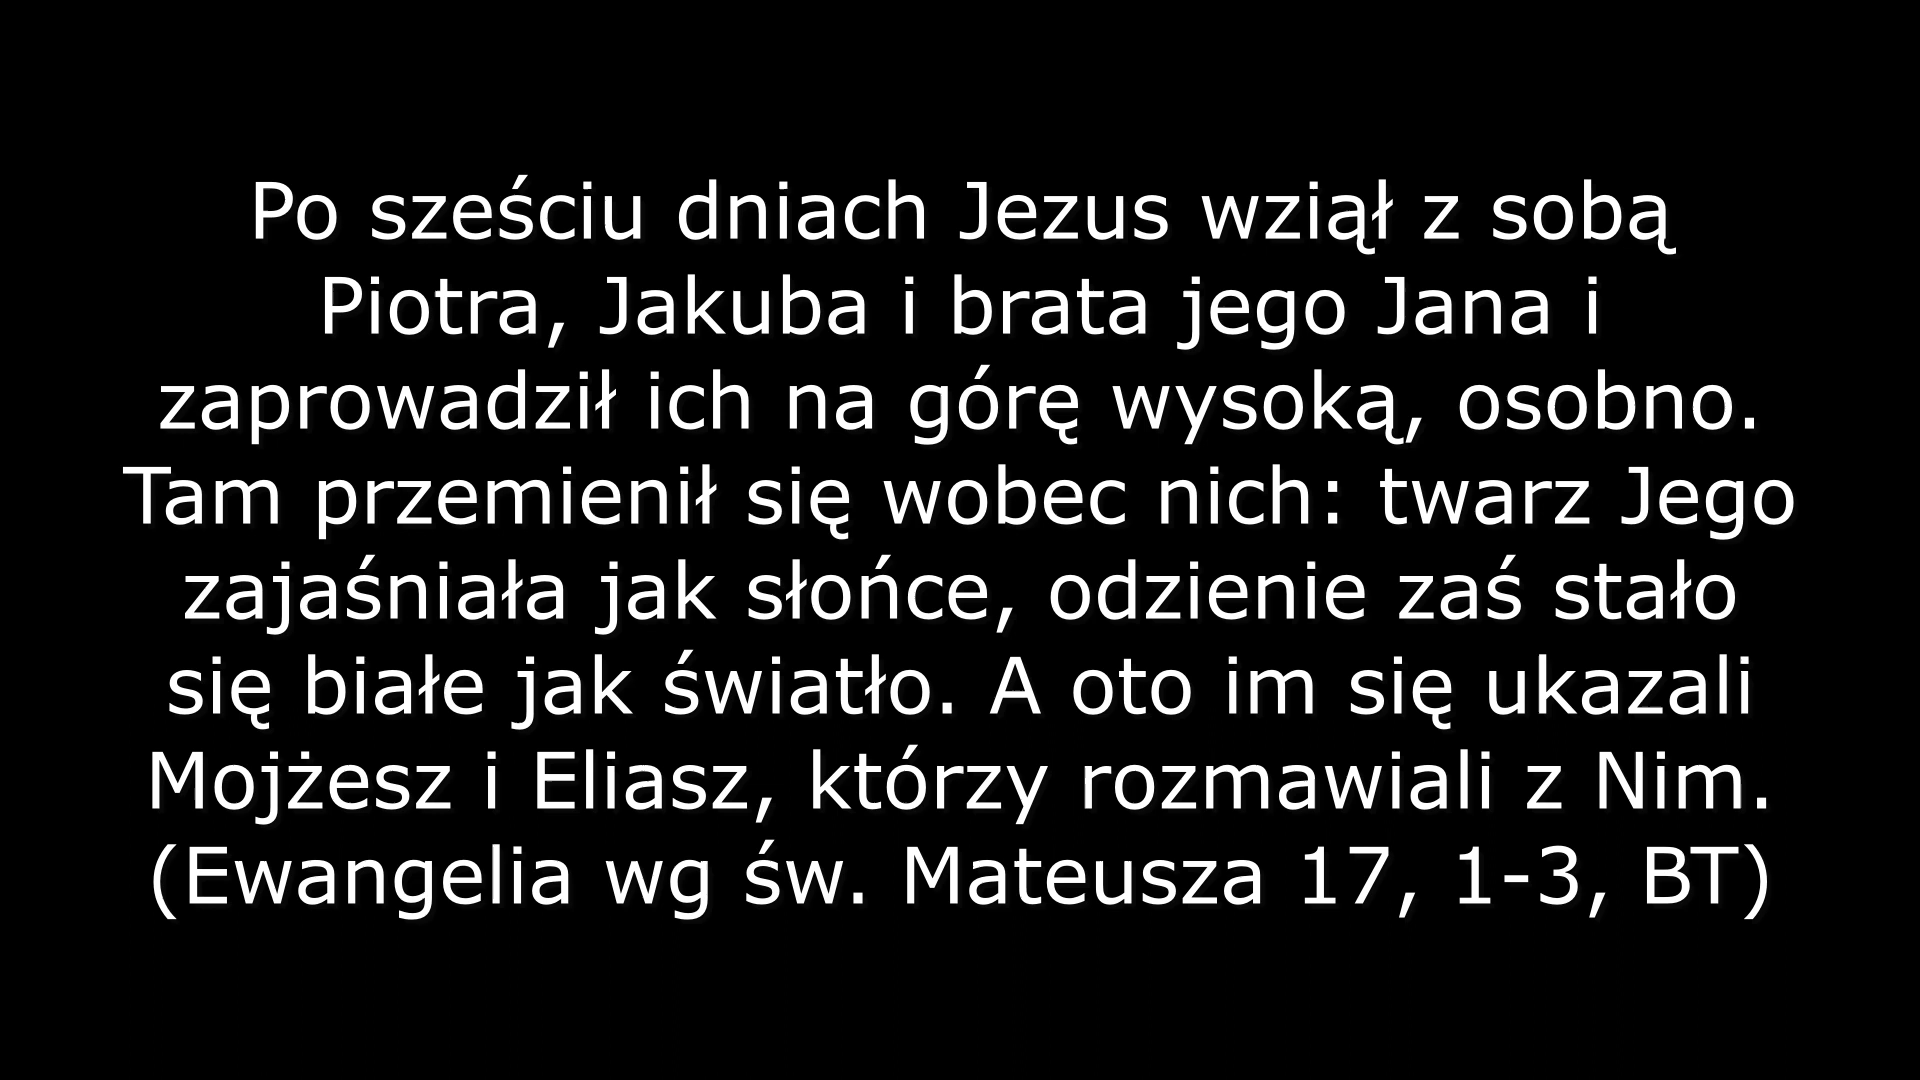 Po sześciu dniach Jezus wziął z sobą
Piotra, Jakuba i brata jego Jana i
zaprowadził ich na górę wysoką, osobno.
Tam przemienił się wobec nich: twarz Jego
zajaśniała jak słońce, odzienie zaś stało
się białe jak światło. A oto im się ukazali
Mojżesz i Eliasz, którzy rozmawiali z Nim.
(Ewangelia wg św. Mateusza 17, 1-3, BT)